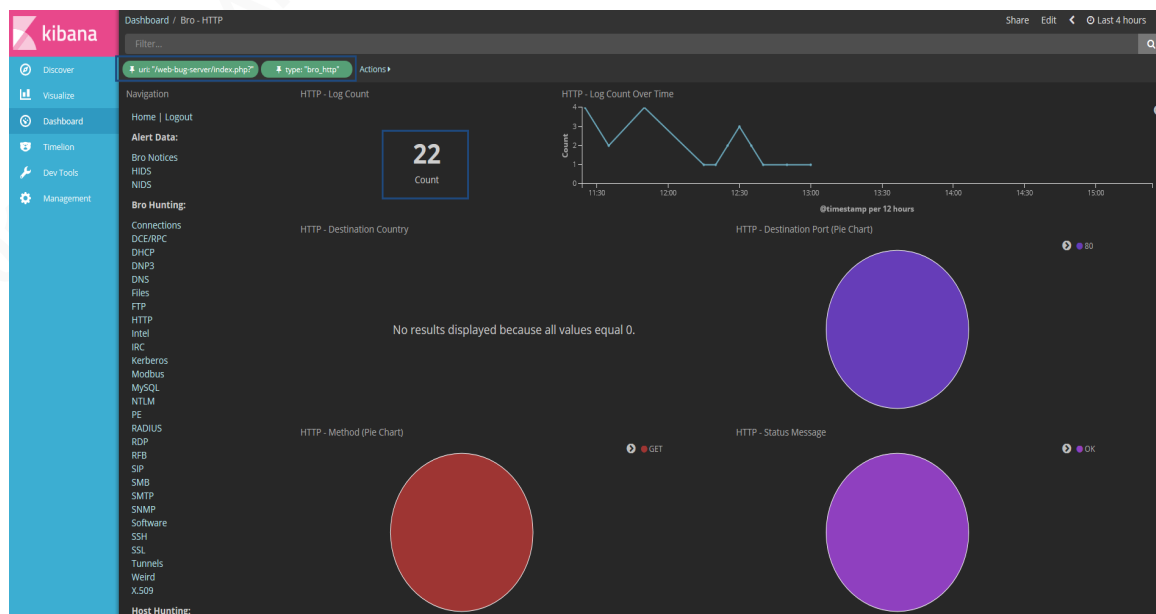 kibana
Discover
Visualize
Dashboard
Timelion
Dev Tools
Management
Dashboard / Bro - HTTP
Share Edit Last 4 hours
Filter...
uri: "/web-bug-server/index.php?" type: "bro_http" Actions
Navigation
Home | Logout
Alert Data:
Bro Notices
HIDS
NIDS
Bro Hunting:
Connections
DCE/RPC
DHCP
DNP3
DNS
Files
FTP
HTTP
Intel
IRC
Kerberos
Modbus
MySQL
NTLM
PE
RADIUS
RDP
RFB
SIP
SMB
SMTP
SNMP
Software
SSH
SSL
Tunnels
Weird
X.509
Host Hunting:
HTTP - Log Count
22
Count
HTTP - Log Count Over Time
Count
4
3
2
1
0
11:30 12:00 12:30 13:00 13:30 14:00 14:30 15:00
@timestamp per 12 hours
HTTP - Destination Country
No results displayed because all values equal 0.
HTTP - Destination Port (Pie Chart)
80
HTTP - Method (Pie Chart)
GET
HTTP - Status Message
OK